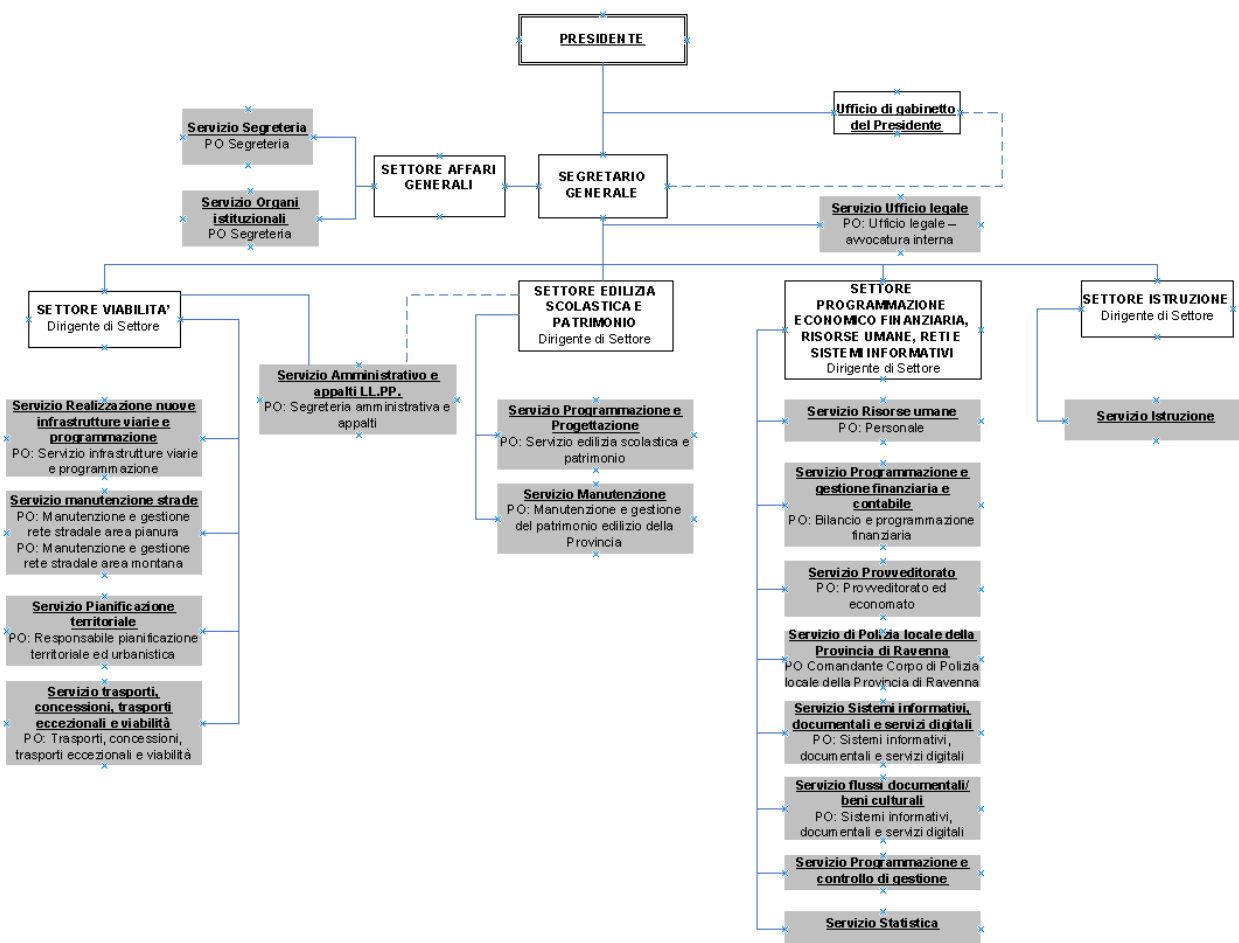 PRESIDENTE
Ufficio di gabinetto
del Presidente
Servizio Segreteria
PO Segreteria
SETTORE AFFARI
GENERALI
SEGRETARIO
GENERALE
Servizio Organi
istituzionali
PO Segreteria
Servizio Ufficio legale
PO: Ufficio legale –
avvocatura interna
SETTORE VIABILITA’
Dirigente di Settore
SETTORE EDILIZIA
SCOLASTICA E
PATRIMONIO
Dirigente di Settore
SETTORE
PROGRAMMAZIONE
ECONOMICO FINANZIARIA,
RISORSE UMANE, RETI E
SISTEMI INFORMATIVI
Dirigente di Settore
SETTORE ISTRUZIONE
Dirigente di Settore
Servizio Amministrativo e
appalti LL.PP.
PO: Segreteria amministrativa e
appalti
Servizio Realizzazione nuove
infrastrutture viarie e
programmazione
PO: Servizio infrastrutture viarie
e programmazione
Servizio manutenzione strade
PO: Manutenzione e gestione
rete stradale area pianura
PO: Manutenzione e gestione
rete stradale area montana
Servizio Pianificazione
territoriale
PO: Responsabile pianificazione
territoriale ed urbanistica
Servizio trasporti,
concessioni, trasporti
eccezionali e viabilità
PO: Trasporti, concessioni,
trasporti eccezionali e viabilità
Servizio Programmazione e
Progettazione
PO: Servizio edilizia scolastica e
patrimonio
Servizio Manutenzione
PO: Manutenzione e gestione
del patrimonio edilizio della
Provincia
Servizio Risorse umane
PO: Personale
Servizio Programmazione e
gestione finanziaria e
contabile
PO: Bilancio e programmazione
finanziaria
Servizio Provveditorato
PO: Provveditorato ed
economato
Servizio di Polizia locale della
Provincia di Ravenna
PO Comandante Corpo di Polizia
locale della Provincia di Ravenna
Servizio Sistemi informativi,
documentali e servizi digitali
PO: Sistemi informativi,
documentali e servizi digitali
Servizio flussi documentali/
beni culturali
PO: Sistemi informativi,
documentali e servizi digitali
Servizio Programmazione e
controllo di gestione
Servizio Statistica
Servizio Istruzione